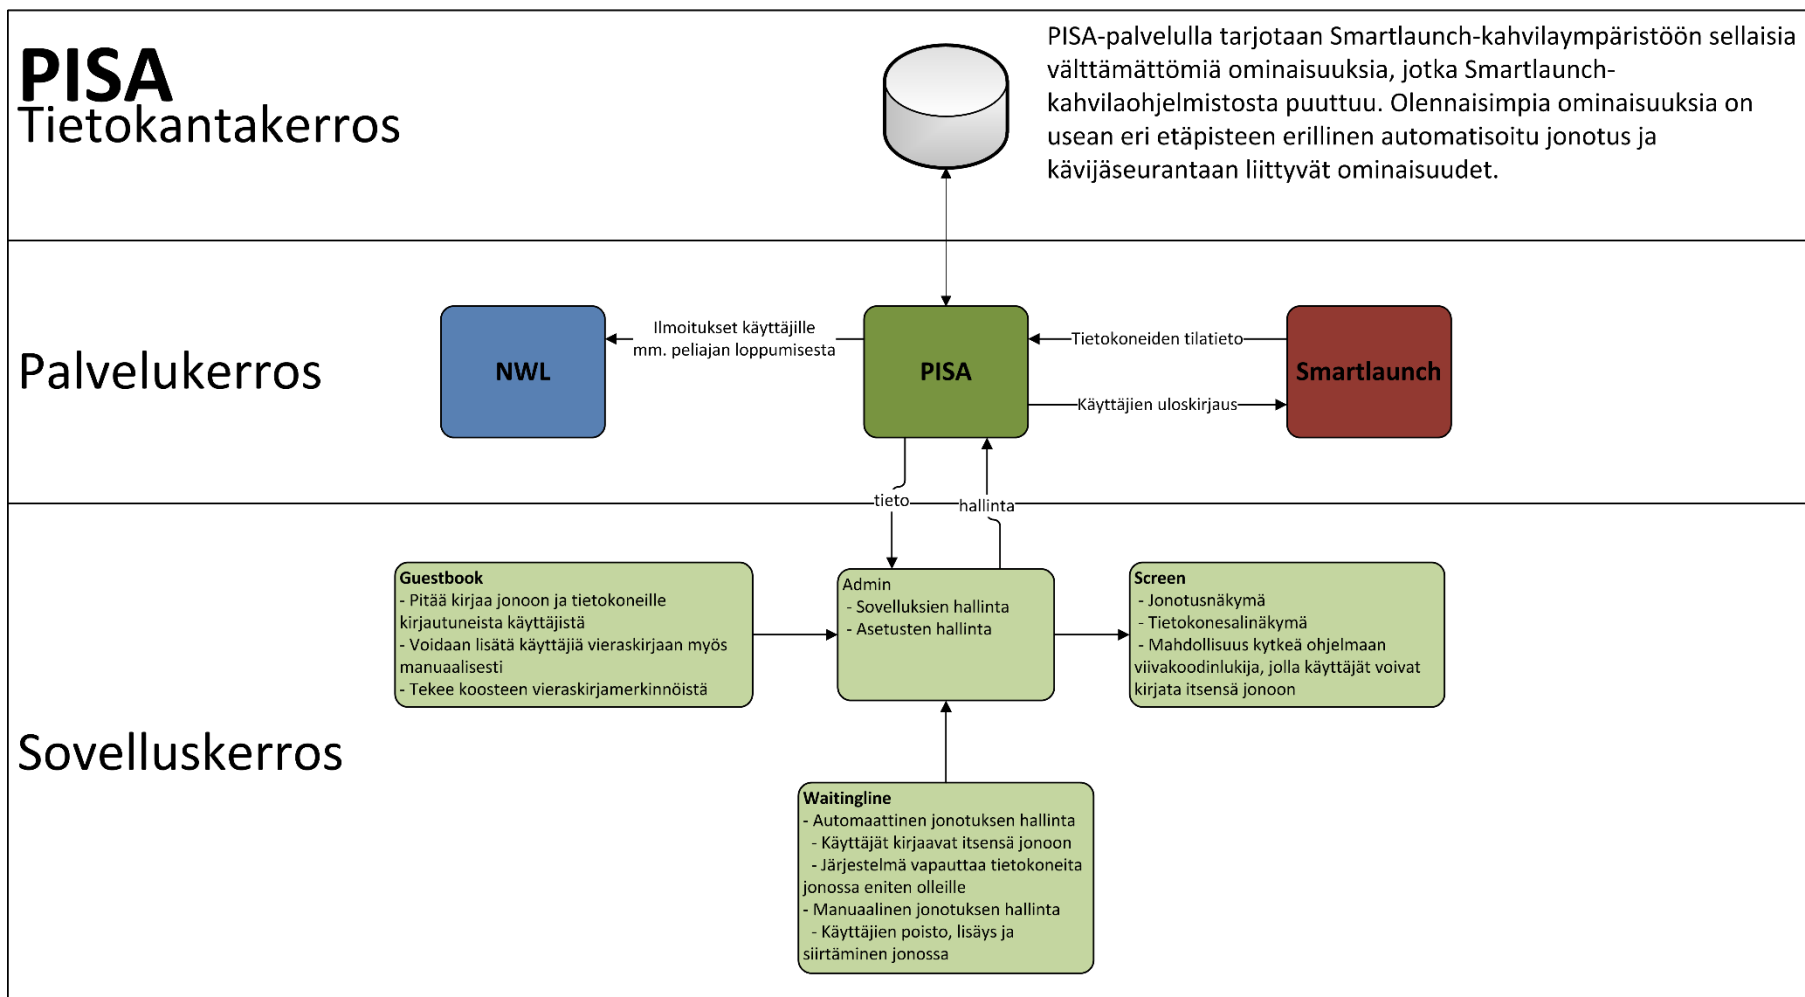 PISA
Tietokantakerros
PISA-palvelulla tarjotaan Smartlaunch-kahvilaympäristöön sellaisia
välttämättömiä ominaisuuksia, jotka Smartlaunch-
kahvilaohjelmistosta puuttuu. Olennaisimpia ominaisuuksia on
usean eri etäpisteen erillinen automatisoitu jonotus ja
kävijäseurantaan liittyvät ominaisuudet.
Palvelukerros
NWL
Ilmoitukset käyttäjille
mm. peliajan loppumisesta
PISA
Tietokoneiden tilatieto
Käyttäjien uloskirjaus
Smartlaunch
tieto
hallinta
Sovelluskerros
Guestbook
- Pitää kirjaa jonoon ja tietokoneille
kirjautuneista käyttäjistä
- Voidaan lisätä käyttäjiä vieraskirjaan myös
manuaalisesti
- Tekee koosteen vieraskirjamerkinnöistä
Admin
- Sovelluksien hallinta
- Asetusten hallinta
Screen
- Jonotusnäkymä
- Tietokonesalinäkymä
- Mahdollisuus kytkeä ohjelmaan
viivakoodinlukija, jolla käyttäjät voivat
kirjata itsensä jonoon
Waitingline
- Automaattinen jonotuksen hallinta
- Käyttäjät kirjaavat itsensä jonoon
- Järjestelmä vapauttaa tietokoneita
jonossa eniten olleille
- Manuaalinen jonotuksen hallinta
- Käyttäjien poisto, lisäys ja
siirtäminen jonossa